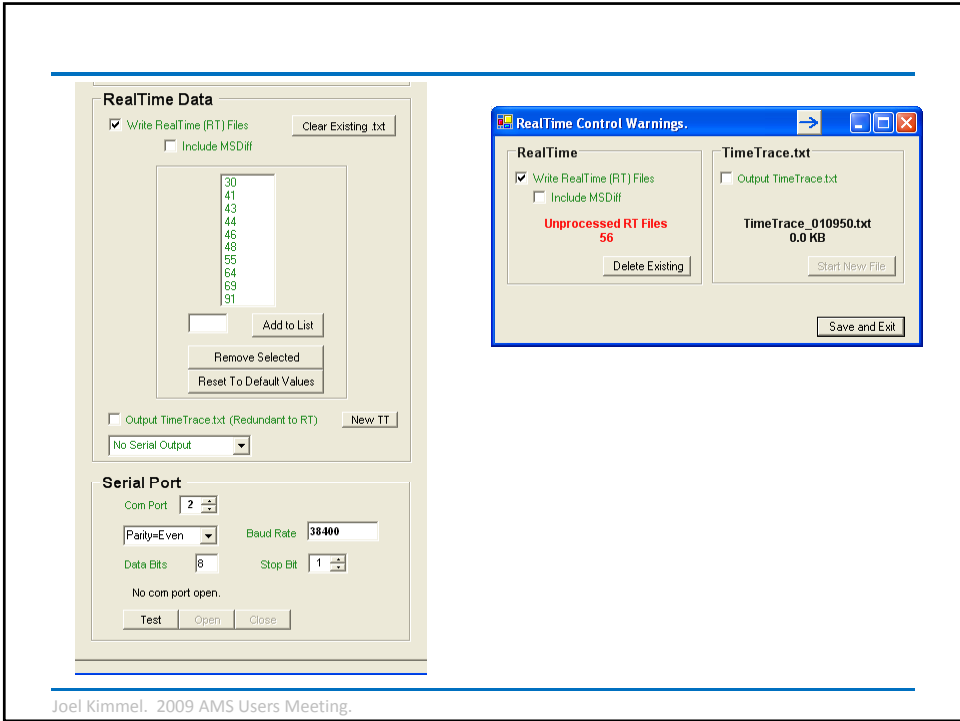 RealTime Data
Write RealTime (RT) Files
Clear Existing .txt
Include MSDiff
30
41
43
44
46
48
55
64
69
91
Add to List
Remove Selected
Reset To Default Values
Output TimeTrace.txt (Redundant to RT)
New TT
No Serial Output
Serial Port
Com Port
2
Parity=Even
Baud Rate
38400
Data Bits
8
Stop Bit
1
No com port open.
Test
Open
Close
RealTime Control Warnings.
RealTime
Write RealTime (RT) Files
Include MSDiff
Unprocessed RT Files
56
Delete Existing
TimeTrace.txt
Output TimeTrace.txt
TimeTrace_010950.txt
0.0 KB
Start New File
Save and Exit
Joel Kimmel. 2009 AMS Users Meeting.